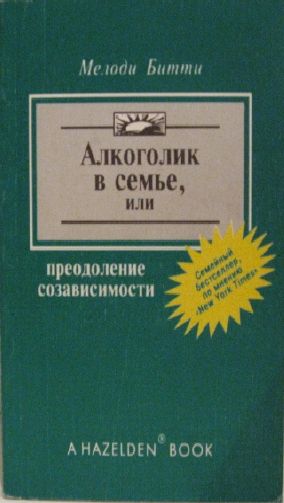 Мелоди Битти
Алкоголик
в семье,
или
преодоление
созависимости
Семейный
бестселлер,
по мнению
«New York Times»
A HAZELDEN® BOOK